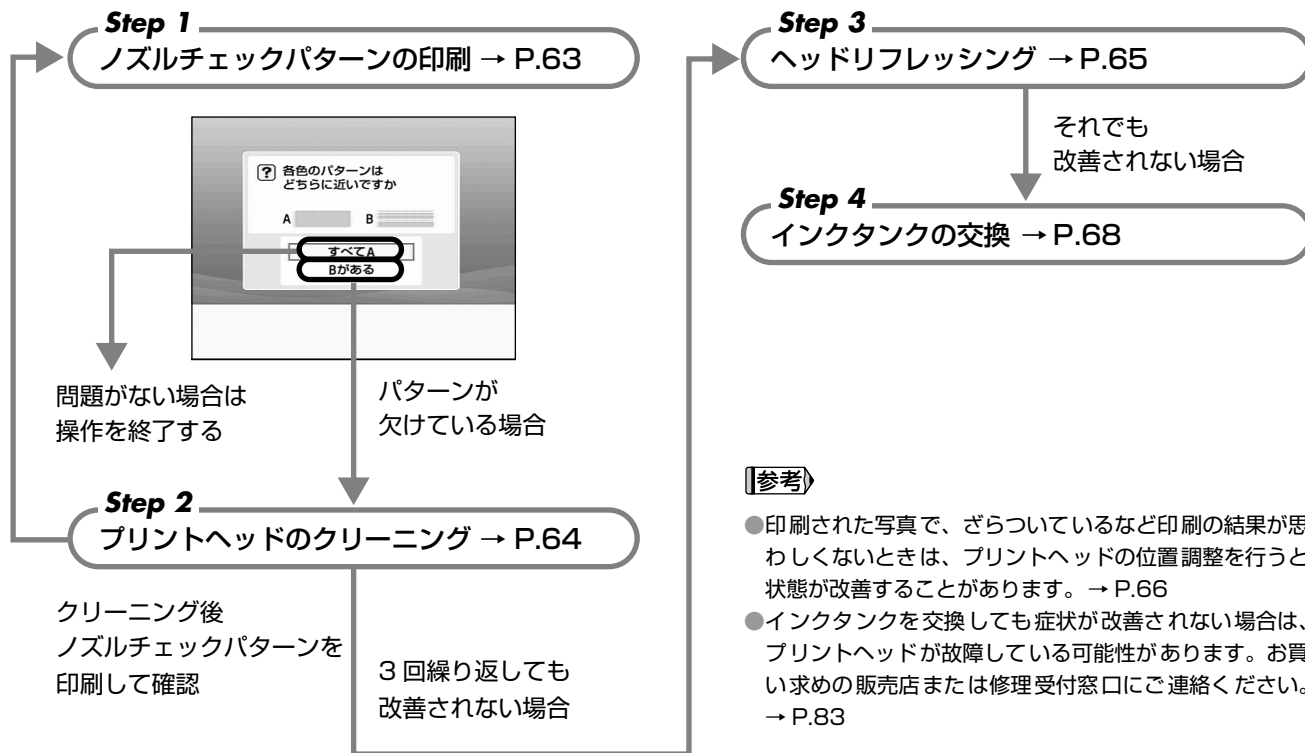 Step 1
ノズルチェックパターンの印刷 → P.63
? 各色のパターンは
どちらに近いですか
A B
すべてA
Bがある
問題がない場合は
操作を終了する
パターンが
欠けている場合
Step 2
プリントヘッドのクリーニング → P.64
クリーニング後
ノズルチェックパターンを
印刷して確認
3 回繰り返しても
改善されない場合
Step 3
ヘッドリフレッシング → P.65
それでも
改善されない場合
Step 4
インクタンクの交換 → P.68
参考
●印刷された写真で、ざらついているなど印刷の結果が思
わしくないときは、プリントヘッドの位置調整を行うと
状態が改善することがあります。→ P.66
●インクタンクを交換しても症状が改善されない場合は、
プリントヘッドが故障している可能性があります。お買
い求めの販売店または修理受付窓口にご連絡ください。
→ P.83